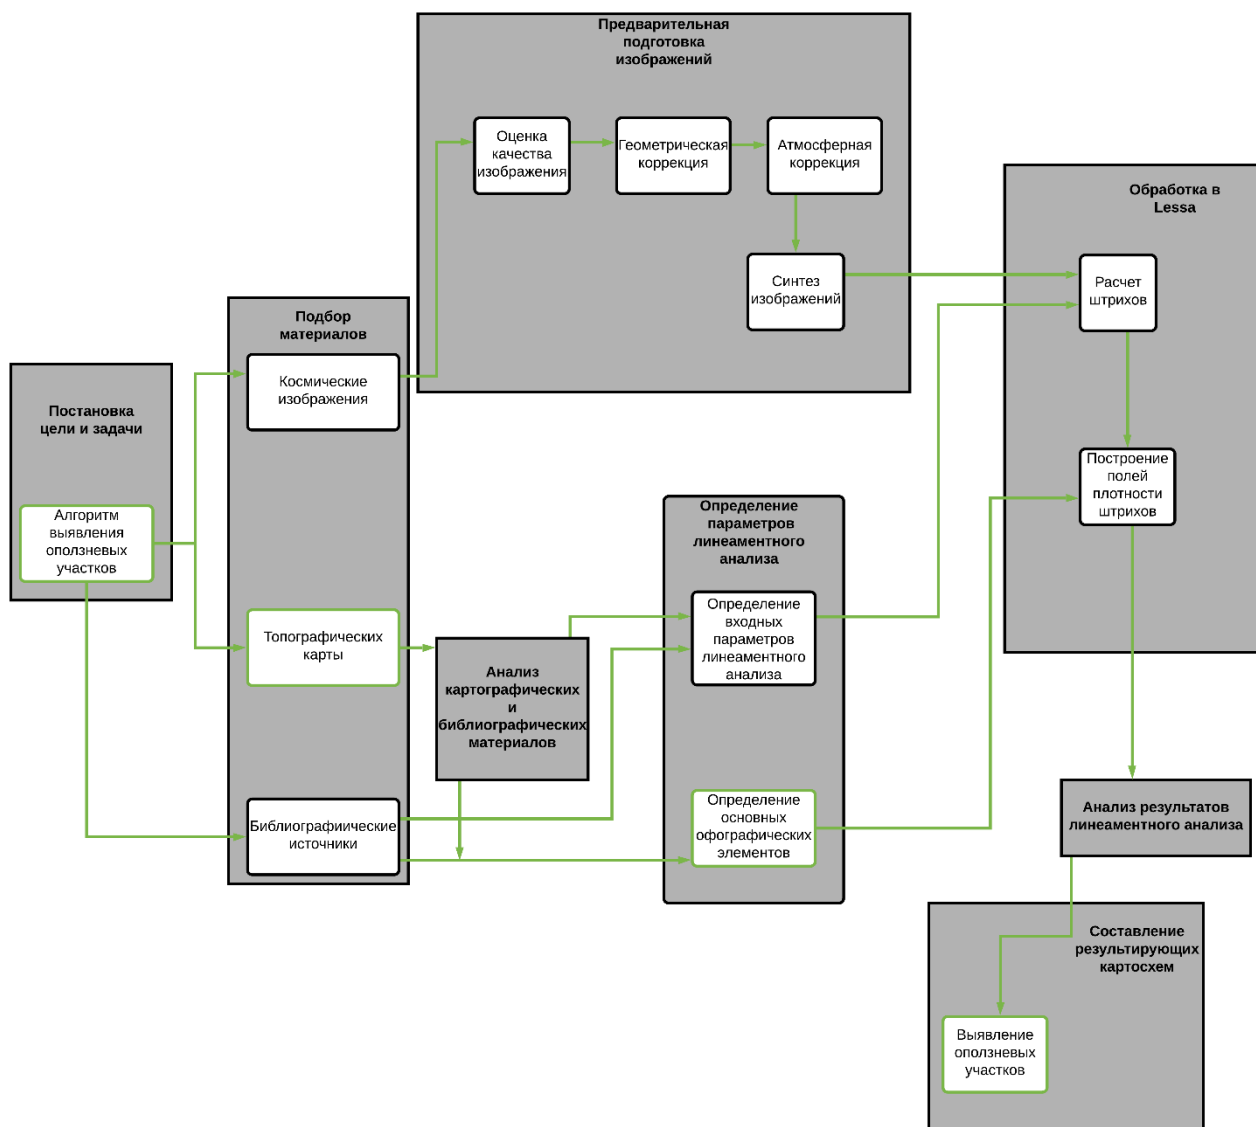 Предварительная
подготовка
изображений
Оценка
качества
изображения
Геометрическая
коррекция
Атмосферная
коррекция
Синтез
изображений
Обработка в
Lessa
Расчет
штрихов
Построение
полей
плотности
штрихов
Подбор
материалов
Космические
изображения
Топографических
карты
Библиографиические
источники
Постановка
цели и задачи
Алгоритм
выявления
оползневых
участков
Анализ
картографических
и
библиографических
материалов
Определение
параметров
линеаментного
анализа
Определение
входных
параметров
линеаментного
анализа
Определение
основных
офографических
элементов
Анализ результатов
линеаментного анализа
Составление
результирующих
картосхем
Выявление
оползневых
участков